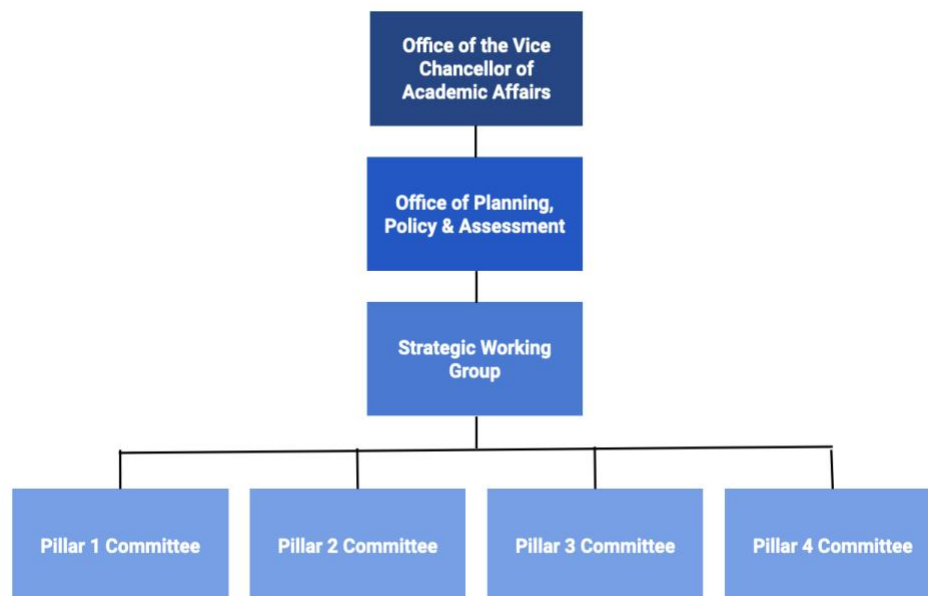 Office of the Vice
Chancellor of
Academic Affairs
Office of Planning,
Policy & Assessment
Strategic Working
Group
Pillar 1 Committee
Pillar 2 Committee
Pillar 3 Committee
Pillar 4 Committee